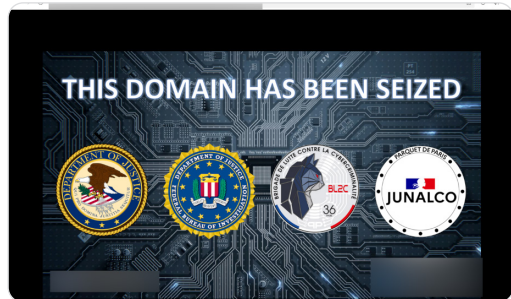 THIS DOMAIN HAS BEEN SEIZED
DEPARTMENT OF JUSTICE
DEPARTMENT OF JUSTICE
FEDERAL BUREAU OF INVESTIGATION
BRIGADE DE LUTTE CONTRE LA CYBERCRIMINALITÉ
BL2C
36
PARQUET DE PARIS
JUNALCO